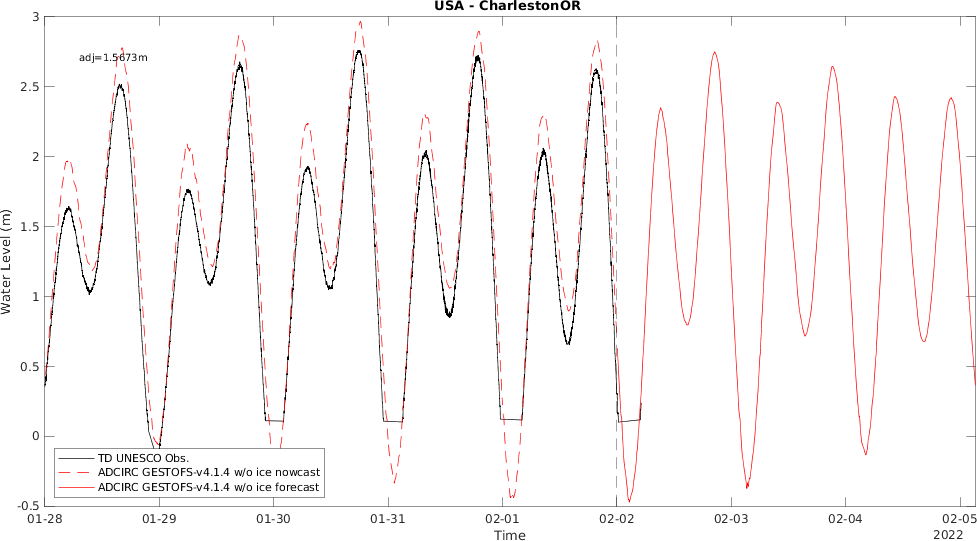 USA - CharlestonOR
3
adj=1.5673m
2.5
2
1.5
1
0.5
0
-0.5
Water Level (m)
TD UNESCO Obs.
ADCIRC GESTOFS-v4.1.4 w/o ice nowcast
ADCIRC GESTOFS-v4.1.4 w/o ice forecast
01-28 01-29 01-30 01-31 02-01 02-02 02-03 02-04 02-05
Time
2022